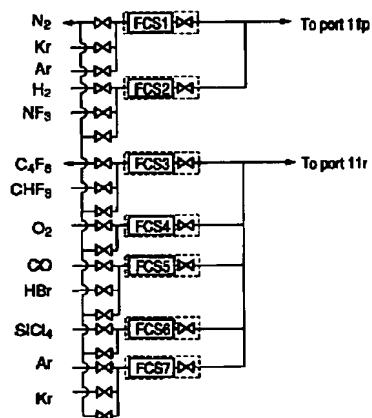 N₂ FCS1 To port 11fp
Kr
Ar
H₂ FCS2
NF₃
C₄F₈ FCS3 To port 11r
CHF₃
O₂ FCS4
CO FCS5
HBr
SiCl₄ FCS6
Ar FCS7
Kr